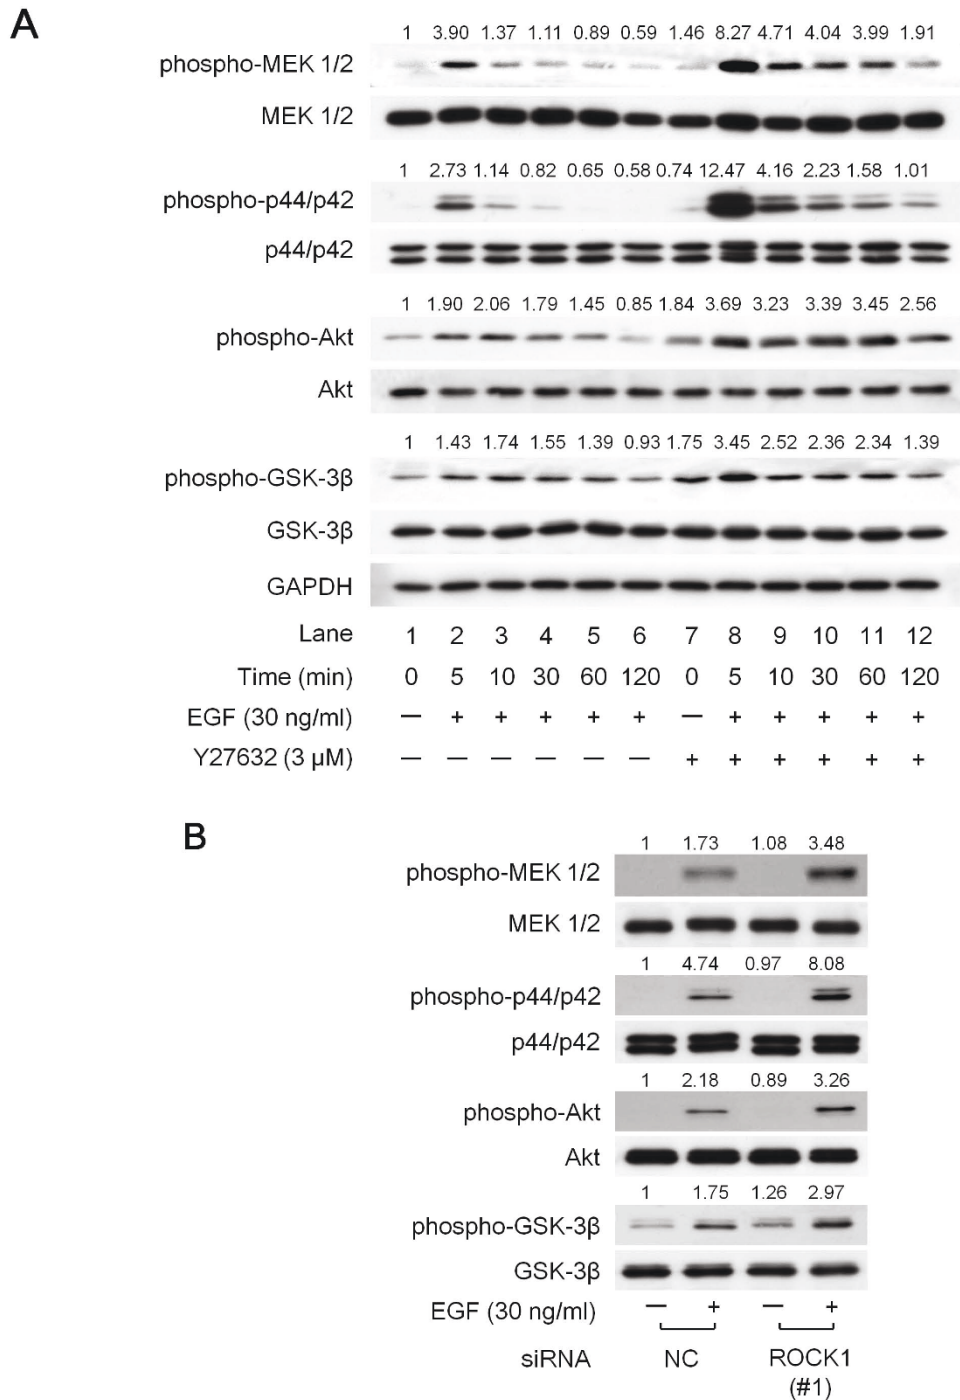 A
1 3.90 1.37 1.11 0.89 0.59 1.46 8.27 4.71 4.04 3.99 1.91
phospho-MEK 1/2
MEK 1/2
1 2.73 1.14 0.82 0.65 0.58 0.74 12.47 4.16 2.23 1.58 1.01
phospho-p44/p42
p44/p42
1 1.90 2.06 1.79 1.45 0.85 1.84 3.69 3.23 3.39 3.45 2.56
phospho-Akt
Akt
1 1.43 1.74 1.55 1.39 0.93 1.75 3.45 2.52 2.36 2.34 1.39
phospho-GSK-3β
GSK-3β
GAPDH
Lane 1 2 3 4 5 6 7 8 9 10 11 12
Time (min) 0 5 10 30 60 120 0 5 10 30 60 120
EGF (30 ng/ml) — + + + + + — + + + + +
Y27632 (3 µM) — — — — — — + + + + + +
B
1 1.73 1.08 3.48
phospho-MEK 1/2
MEK 1/2
1 4.74 0.97 8.08
phospho-p44/p42
p44/p42
1 2.18 0.89 3.26
phospho-Akt
Akt
1 1.75 1.26 2.97
phospho-GSK-3β
GSK-3β
EGF (30 ng/ml) — + — +
siRNA NC ROCK1
(#1)